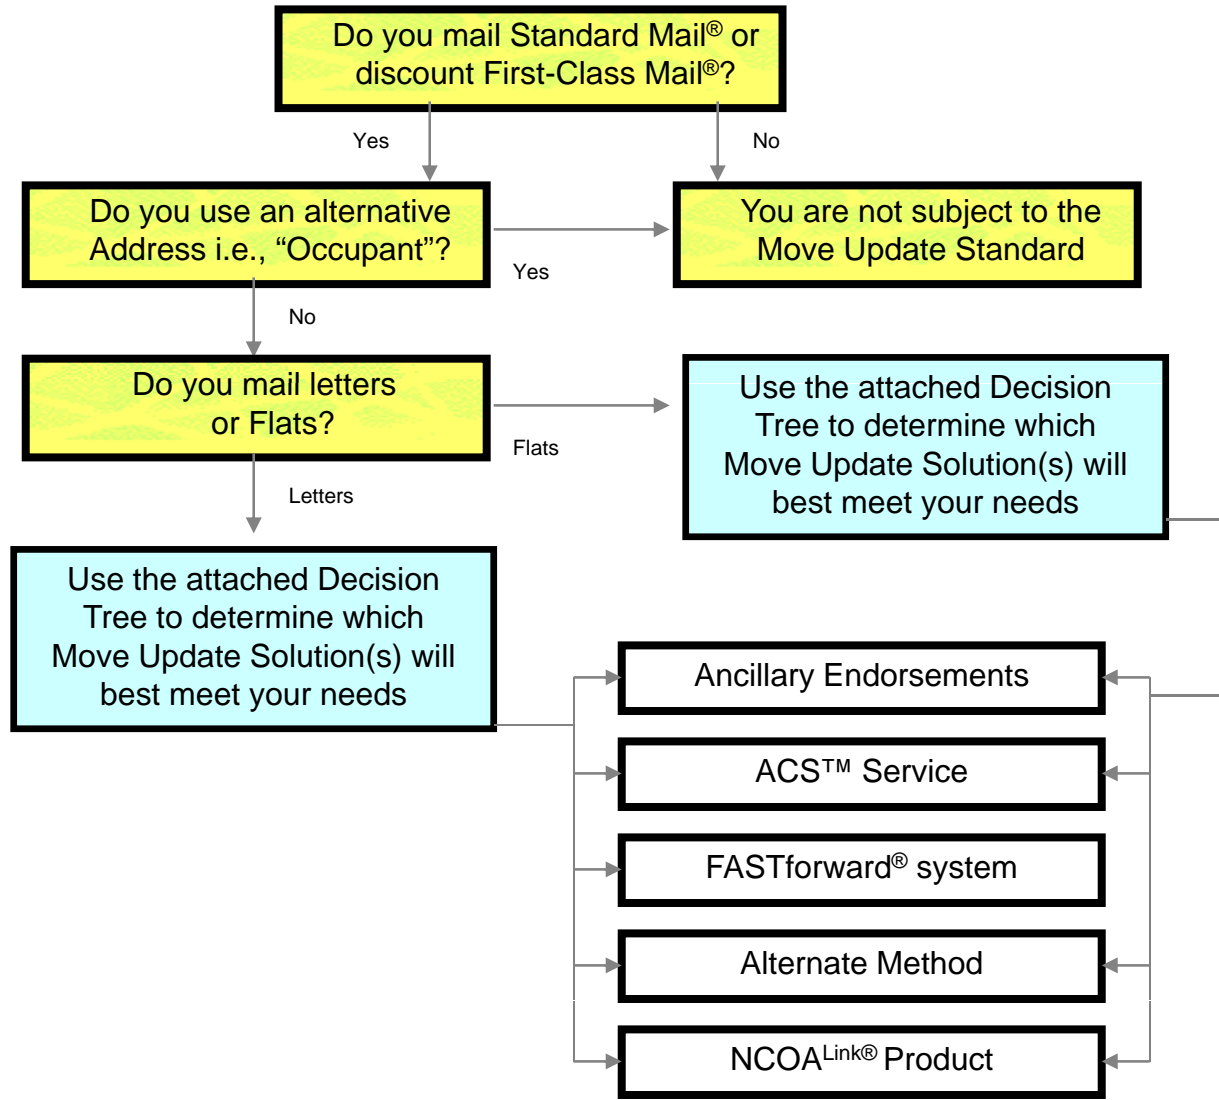 Do you mail Standard Mail® or
discount First-Class Mail®?
Yes
No
Do you use an alternative
Address i.e., “Occupant”?
Yes
You are not subject to the
Move Update Standard
No
Do you mail letters
or Flats?
Flats
Use the attached Decision
Tree to determine which
Move Update Solution(s) will
best meet your needs
Letters
Use the attached Decision
Tree to determine which
Move Update Solution(s) will
best meet your needs
Ancillary Endorsements
ACS™ Service
FASTforward® system
Alternate Method
NCOALink® Product